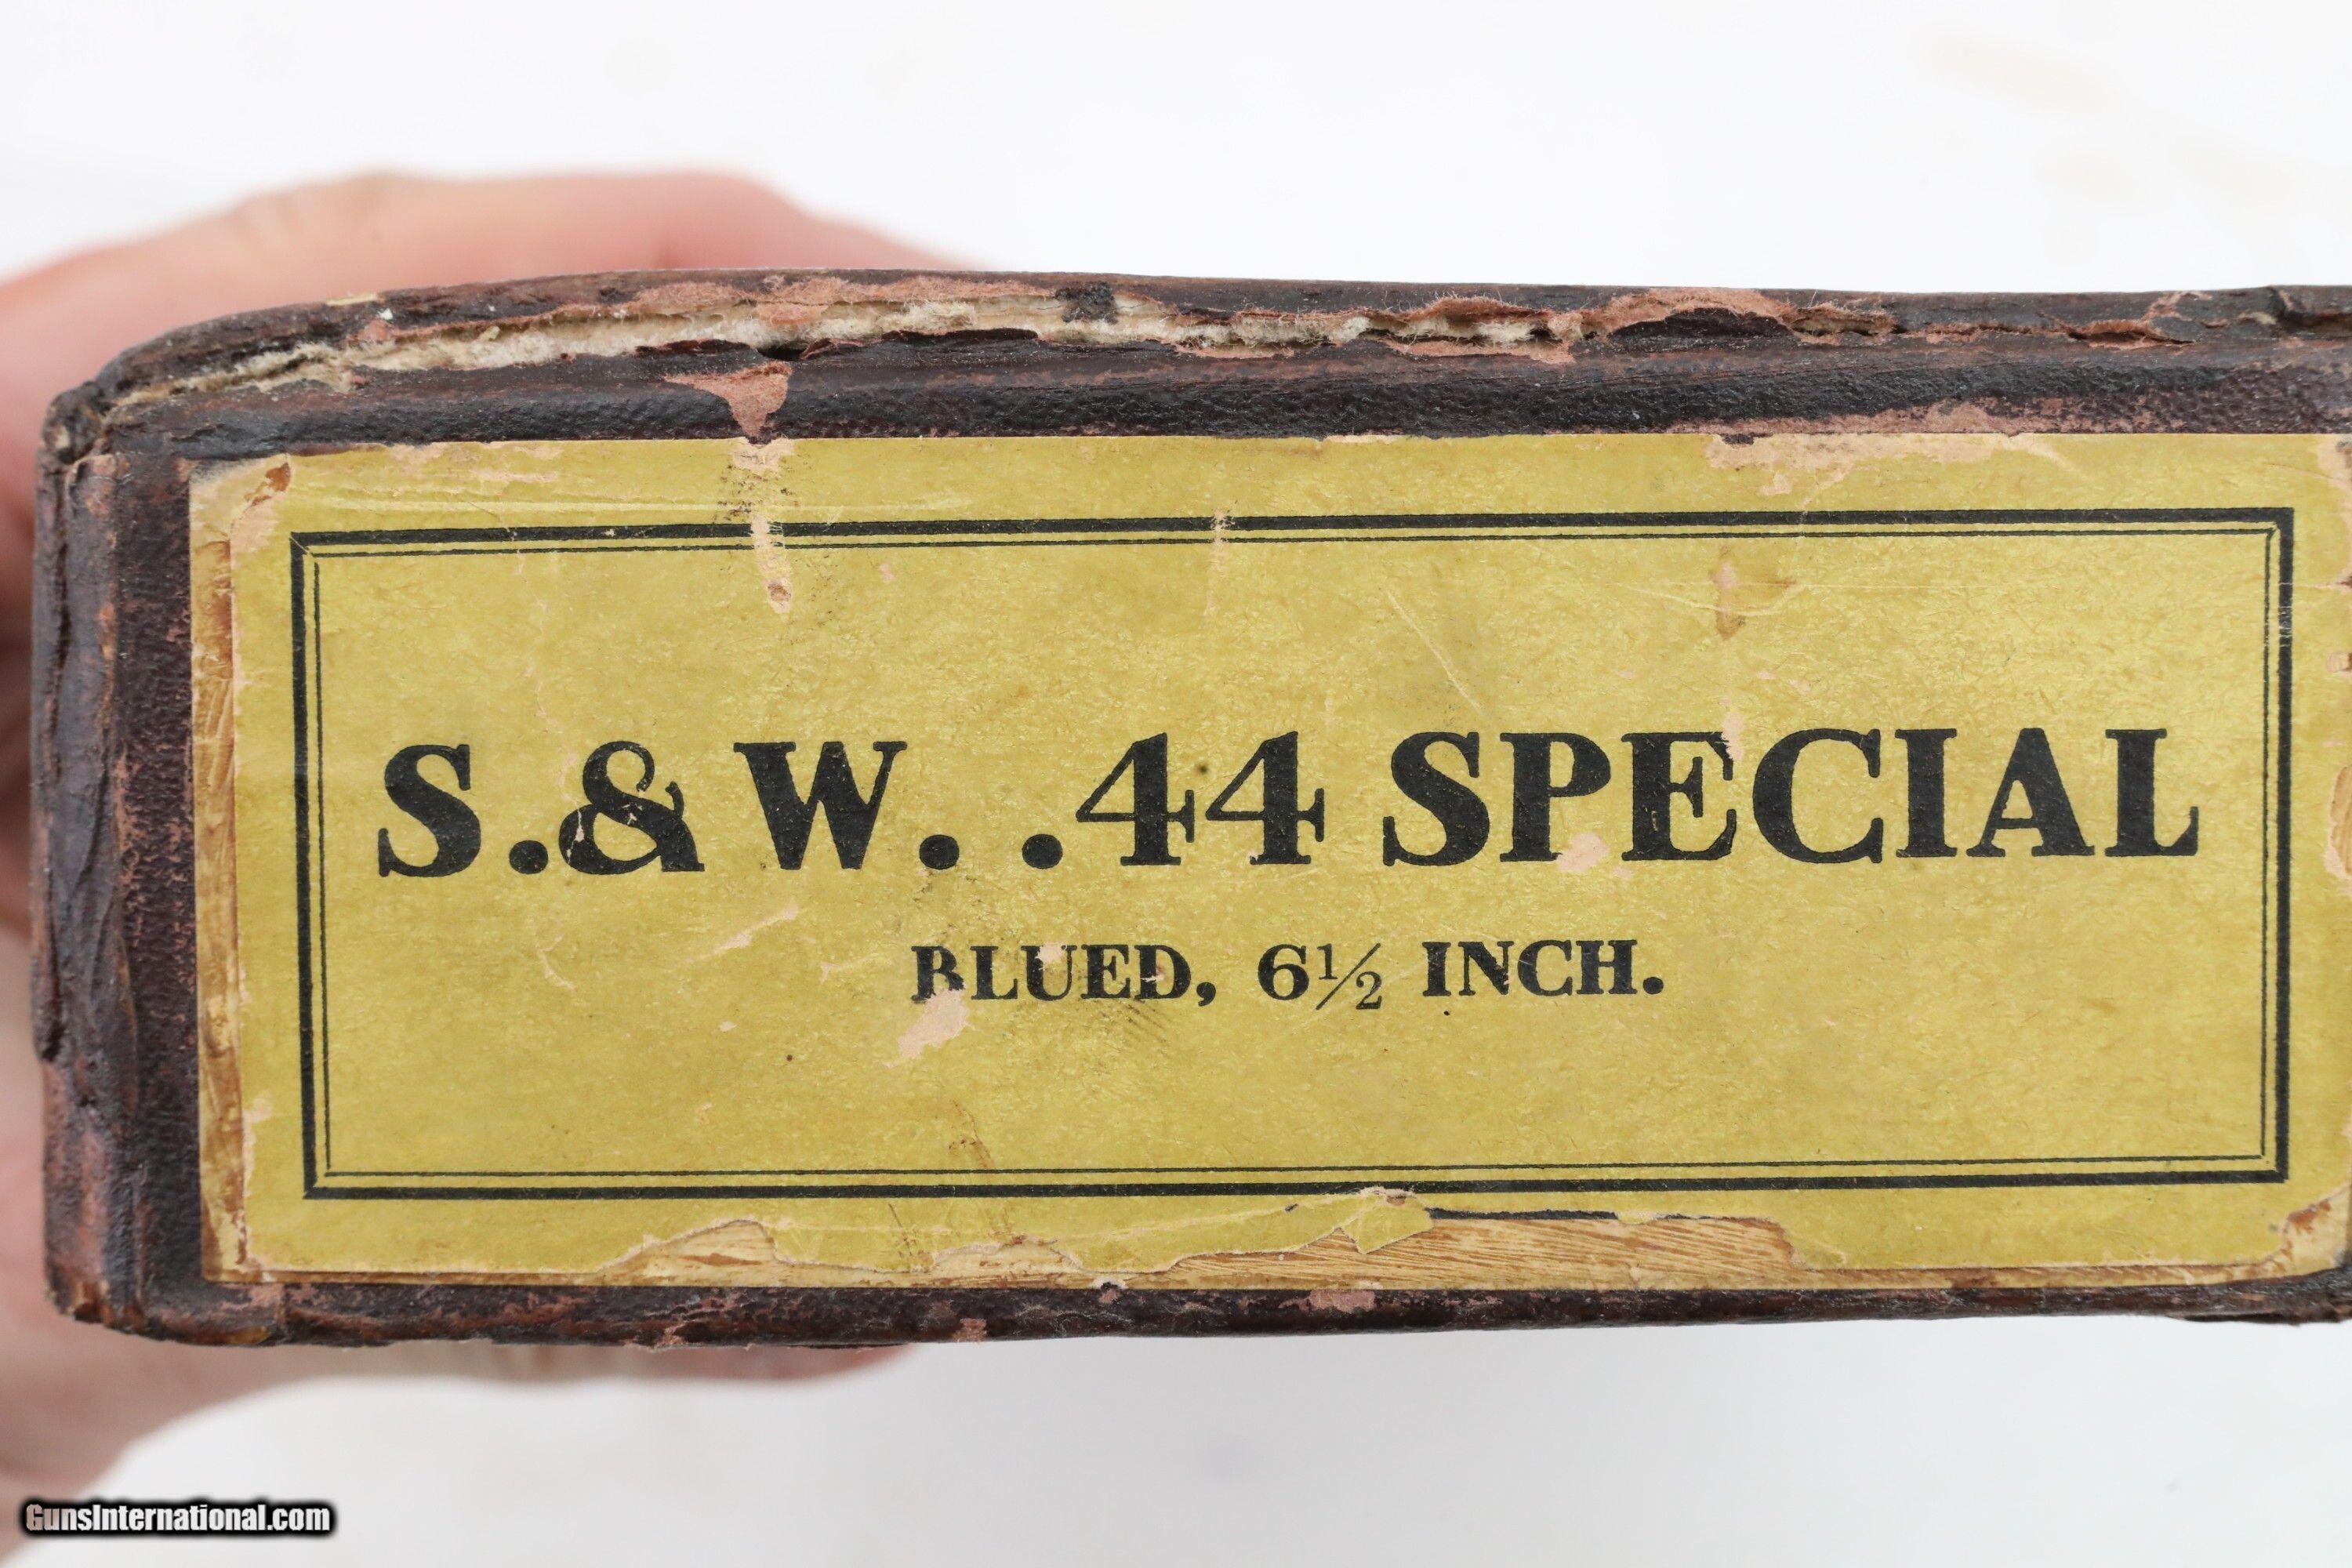 S.& W. .44 SPECIAL
BLUED, 6½ INCH.
GunsInternational.com